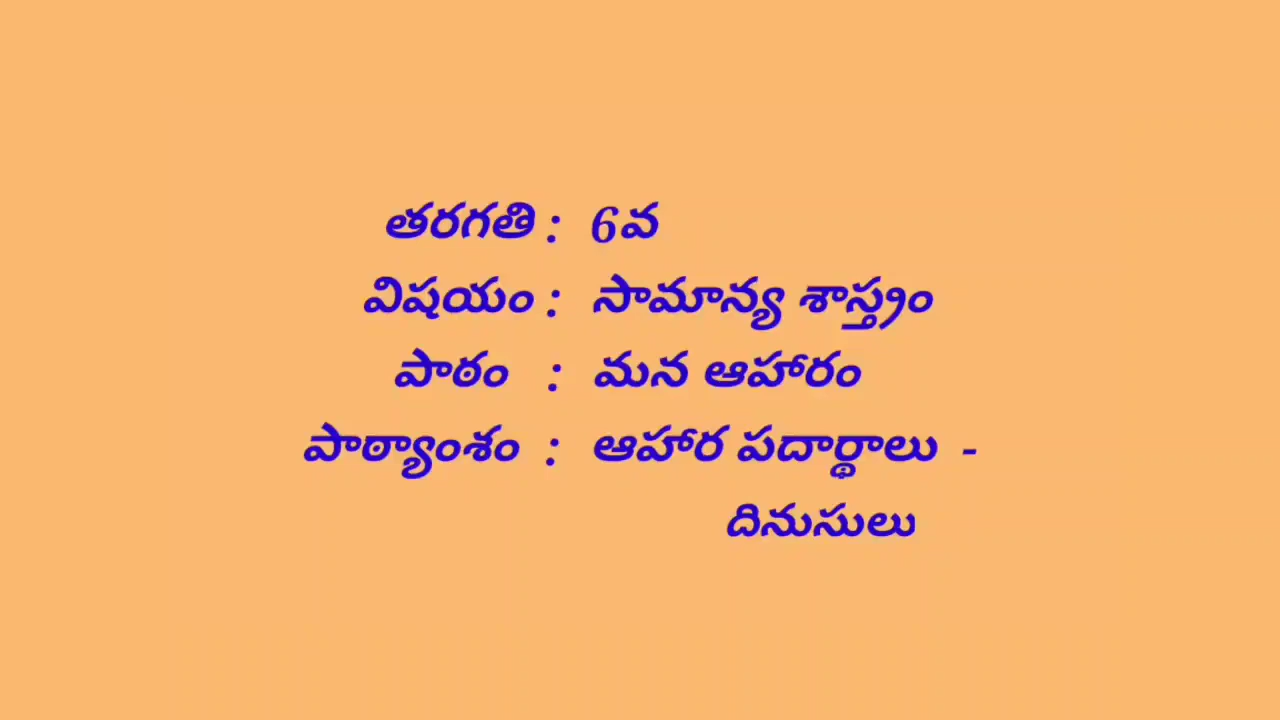 తరగతి : 6వ
విషయం : సామాన్య శాస్త్రం
పాఠం : మన ఆహారం
పాఠ్యాంశం : ఆహార పదార్థాలు -
దినుసులు